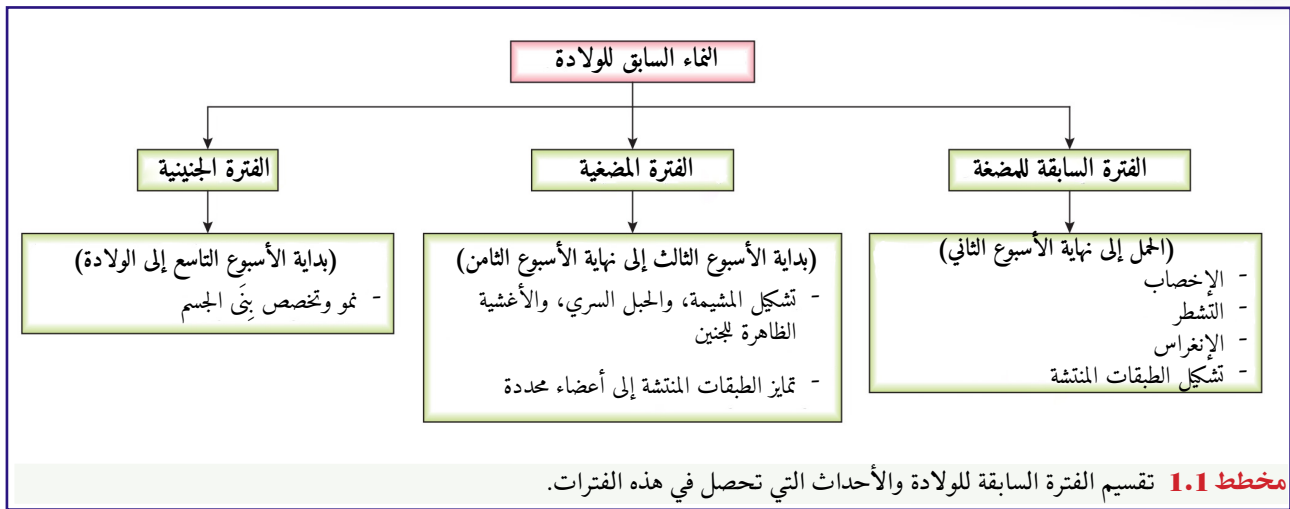 النماء السابق للولادة
الفترة السابقة للمضغة
الفترة المضغية
الفترة الجنينية
(الحمل إلى نهاية الأسبوع الثاني)
- الإخصاب
- التشطر
- الإنغراس
- تشكيل الطبقات المنتشة
(بداية الأسبوع الثالث إلى نهاية الأسبوع الثامن)
- تشكيل المشيمة، والحبل السري، والأغشية
الظاهرة للجنين
- تمايز الطبقات المنتشة إلى أعضاء محددة
(بداية الأسبوع التاسع إلى الولادة)
- نمو وتخصص بِنَى الجسم
مخطط 1.1 تقسيم الفترة السابقة للولادة والأحداث التي تحصل في هذه الفترات.